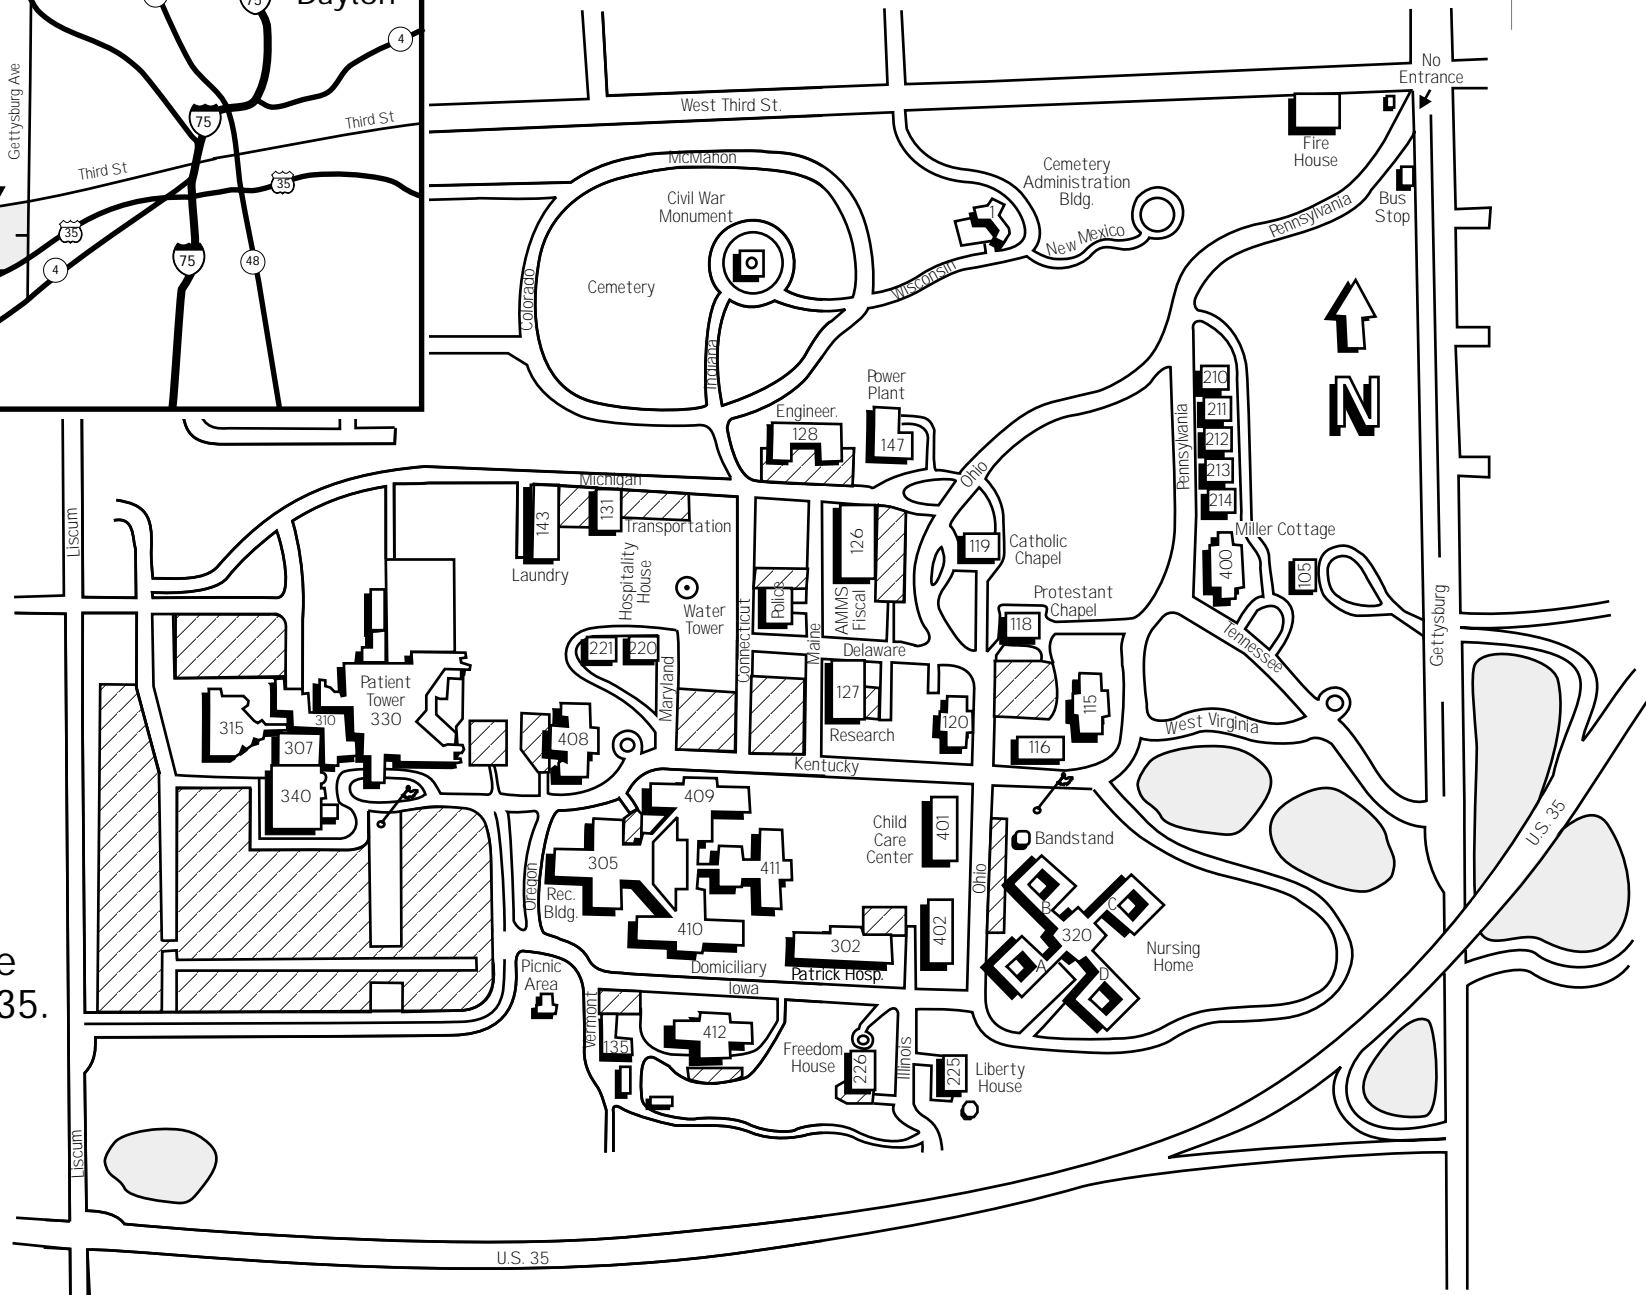 Dayton
75
4
Gettysburg Ave
75
Third St
Third St
35
35
4
75
48
No
Entrance
West Third St.
Fire
House
McMahon
Cemetery
Administration
Bldg.
Civil War
Monument
Bus
Stop
Pennsylvania
1
New Mexico
Cemetery
Wisconsin
Colorado
Indiana
N
Power
Plant
210
211
212
213
214
Pennsylvania
Engineer.
128
147
Michigan
Ohio
143
131
Transportation
Liscum
126
119
Catholic
Chapel
Miller Cottage
400
105
Laundry
Hospitality
House
Water
Tower
Police
AMMS
Fiscal
Protestant
Chapel
118
Gettysburg
Connecticut
Maine
Delaware
Tennessee
221
220
Maryland
Patient
Tower
330
310
315
307
340
127
Research
120
115
116
West Virginia
408
Kentucky
409
U.S. 35
Child
Care
Center
401
Bandstand
305
411
Oregon
Rec.
Bldg.
Ohio
B
C
320
A
D
Nursing
Home
410
302
402
Domiciliary
Patrick Hosp.
e
35.
Picnic
Area
Iowa
Vermont
135
412
Freedom
House
226
Illinois
225
Liberty
House
Liscum
U.S. 35